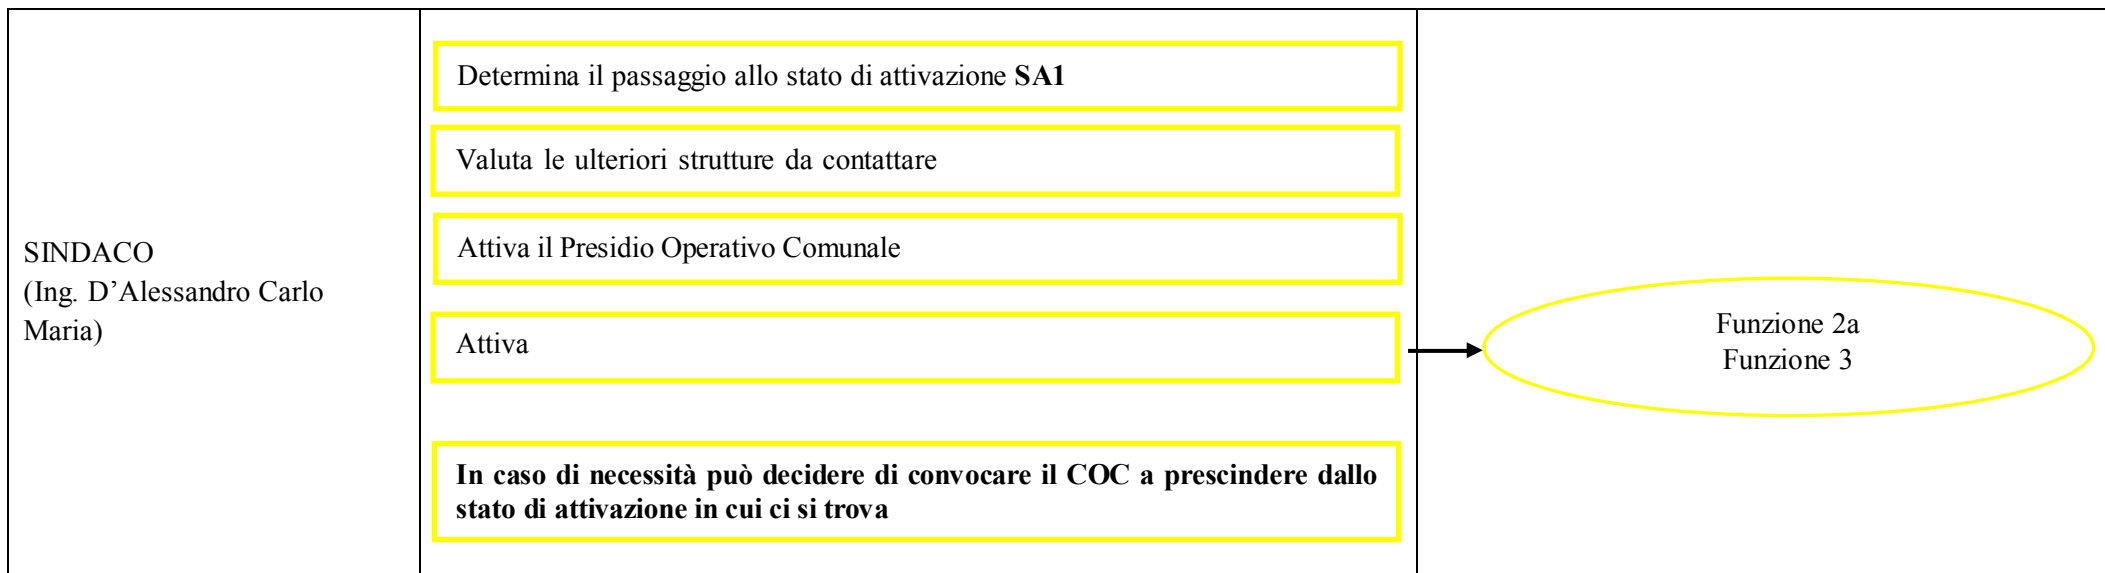 SINDACO
(Ing. D’Alessandro Carlo
Maria)
Determina il passaggio allo stato di attivazione SA1
Valuta le ulteriori strutture da contattare
Attiva il Presidio Operativo Comunale
Attiva
In caso di necessità può decidere di convocare il COC a prescindere dallo
stato di attivazione in cui ci si trova
Funzione 2a
Funzione 3